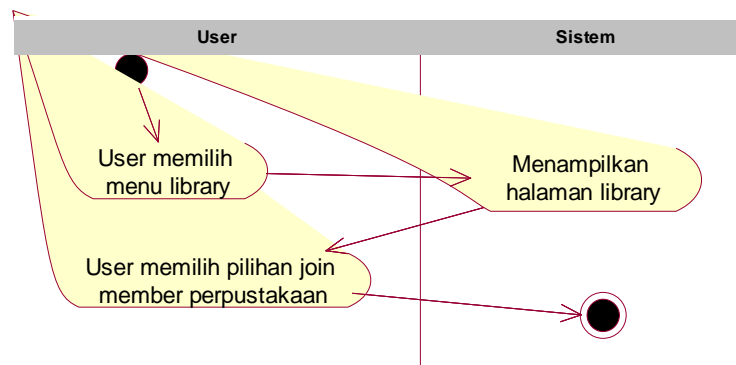 User
Sistem
User memilih
menu library
Menampilkan
halaman library
User memilih pilihan join
member perpustakaan